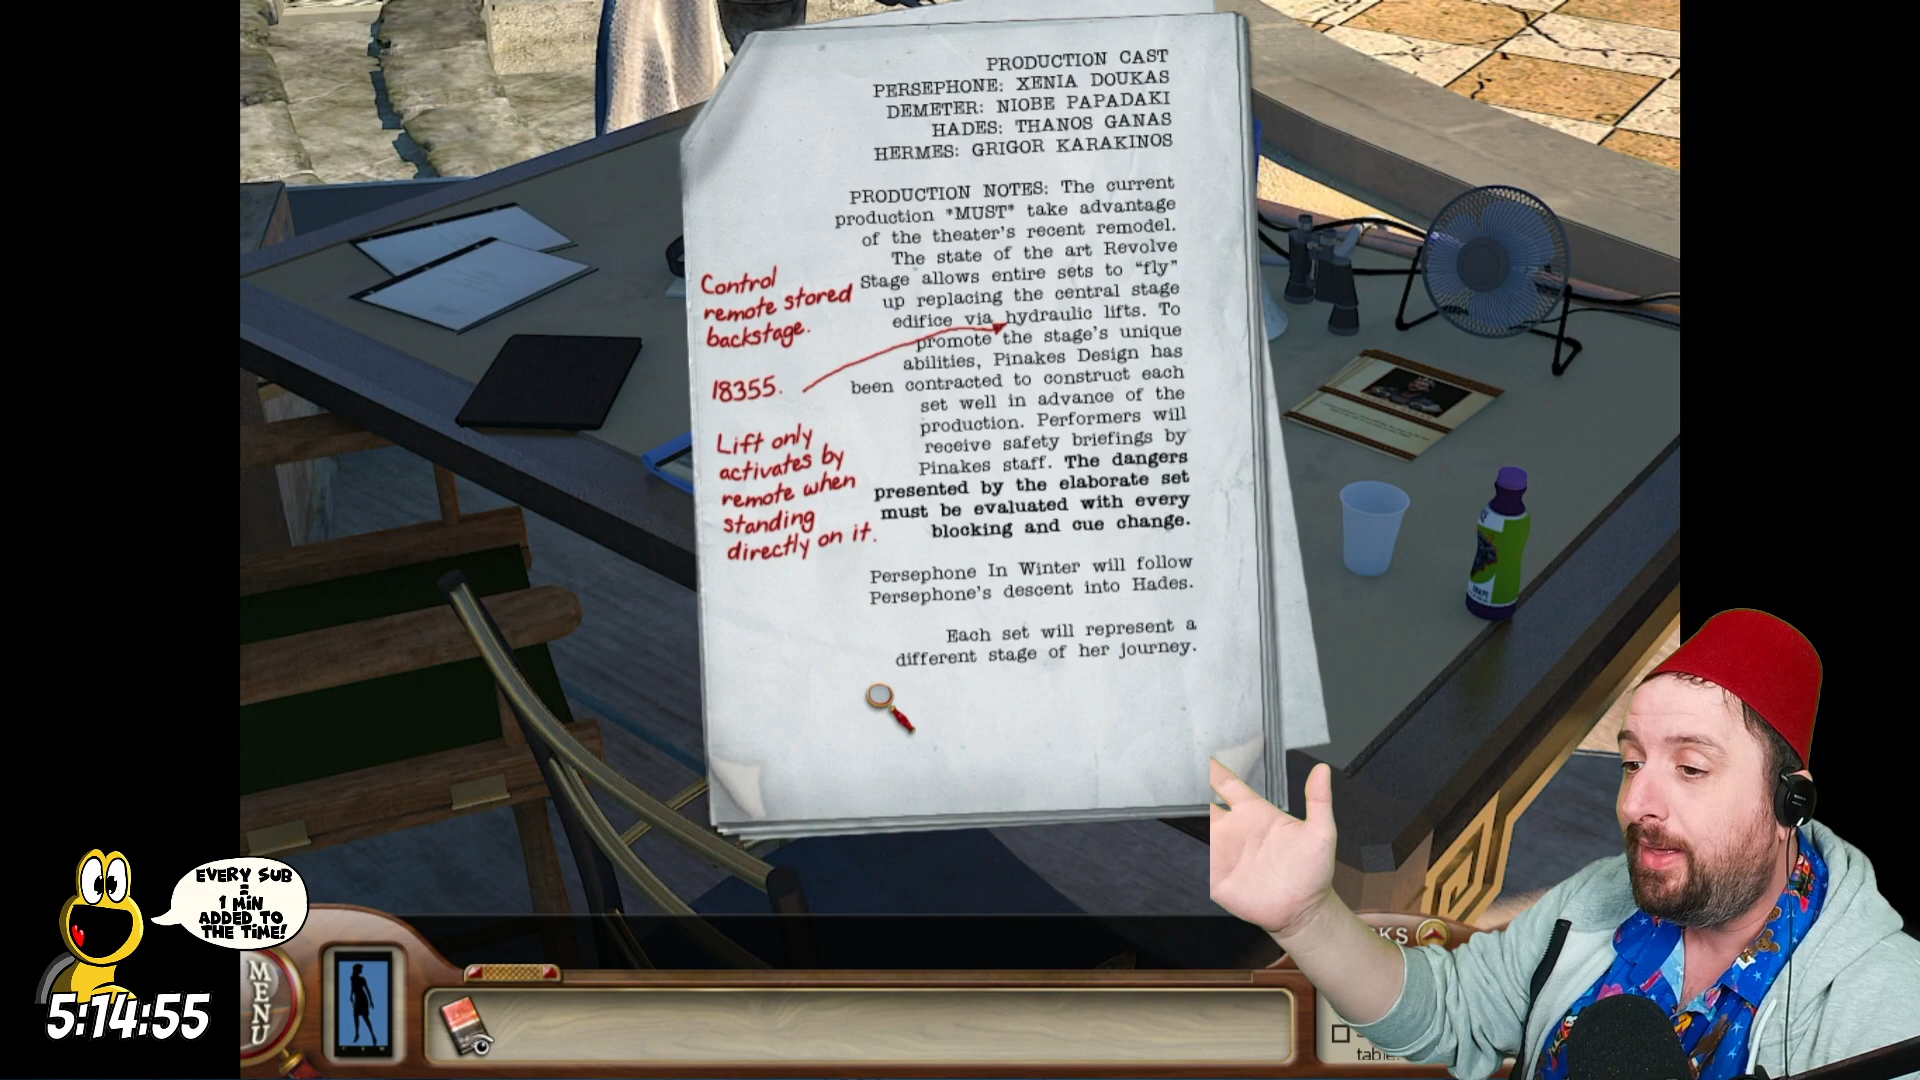 PRODUCTION CAST
PERSEPHONE: XENIA DOUKAS
DEMETER: NIOBE PAPADAKI
HADES: THANOS GANAS
HERMES: GRIGOR KARAKINOS
PRODUCTION NOTES: The current
production *MUST* take advantage
of the theater's recent remodel.
The state of the art Revolve
Stage allows entire sets to “fly”
up replacing the central stage
edifice via hydraulic lifts. To
promote the stage's unique
abilities, Pinakes Design has
been contracted to construct each
set well in advance of the
production. Performers will
receive safety briefings by
Pinakes staff. The dangers
presented by the elaborate set
must be evaluated with every
blocking and cue change.
Persephone In Winter will follow
Persephone's descent into Hades.
Each set will represent a
different stage of her journey.
Control
remote stored
backstage.
18355.
Lift only
activates by
remote when
standing
directly on it.
EVERY SUB
=
1 MIN
ADDED TO
THE TIME!
5:14:55
MENU
table